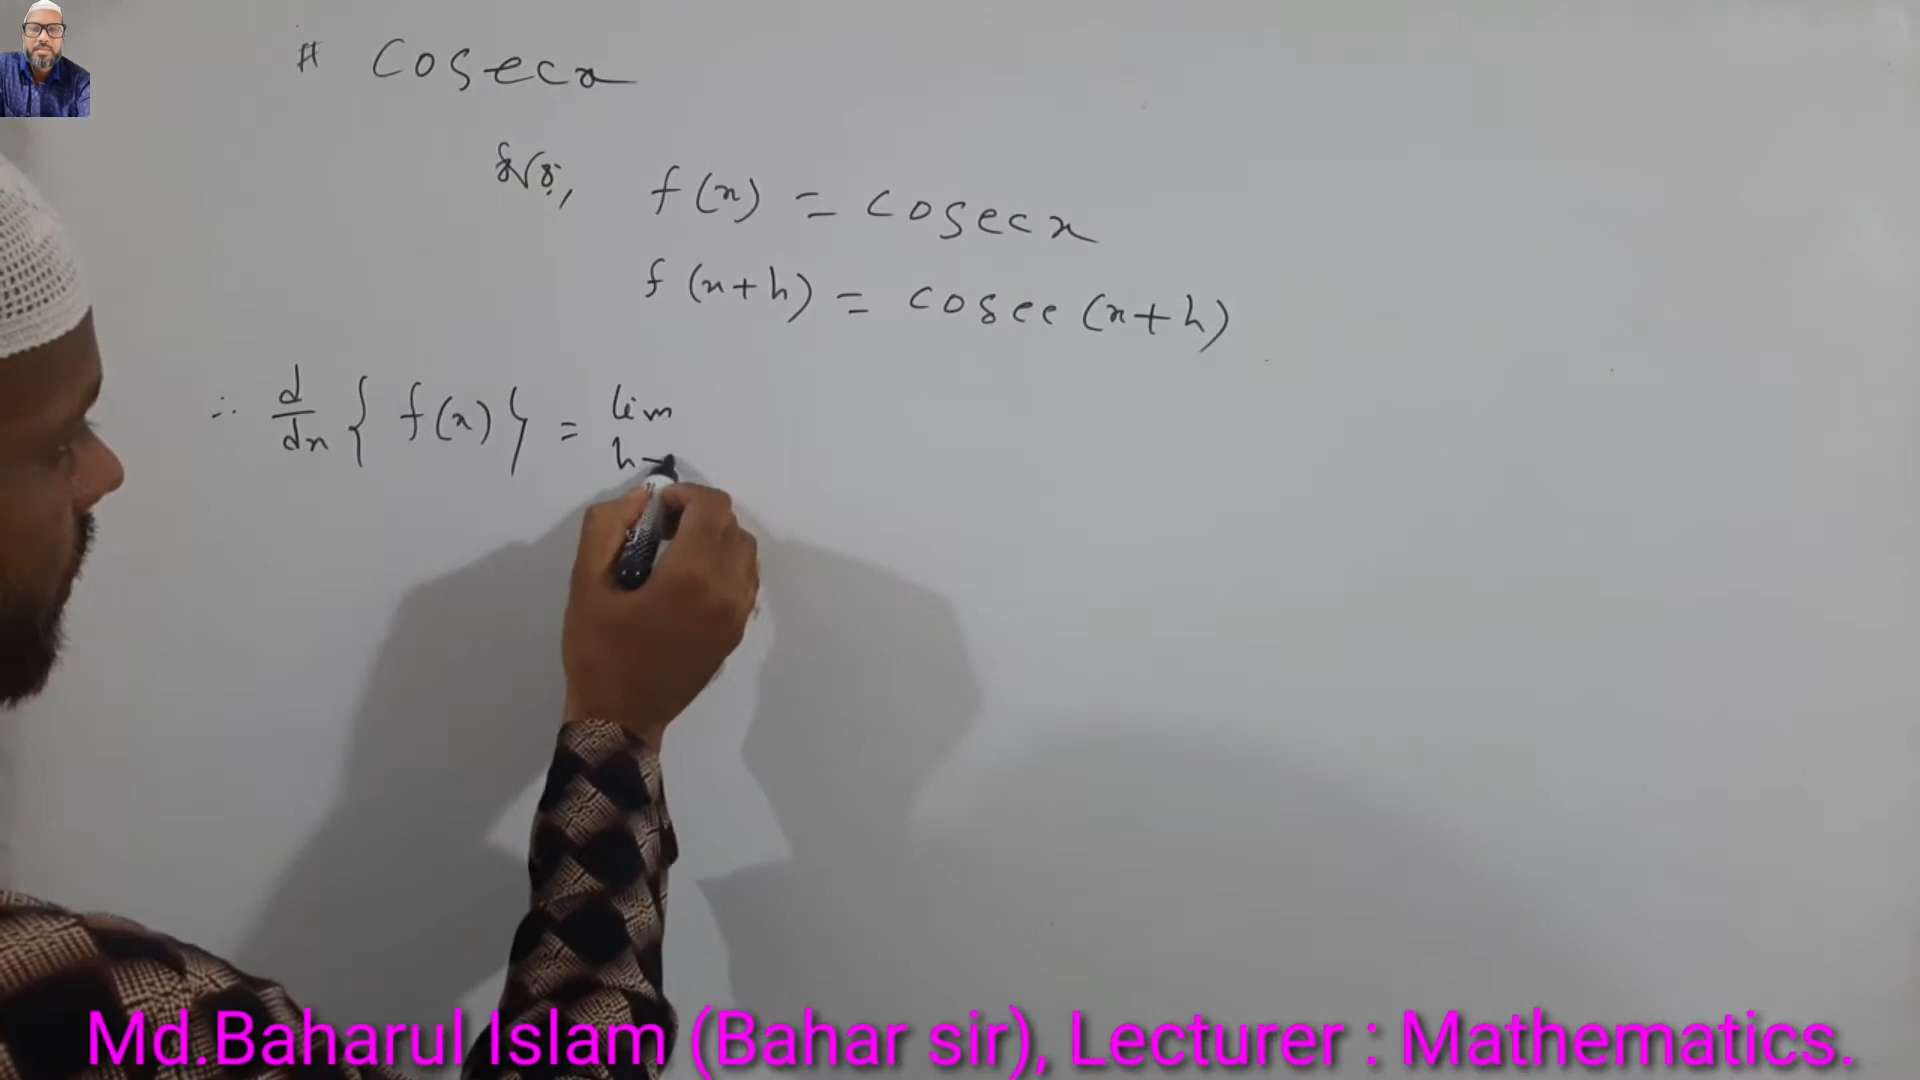 # Cosecx
ধরি, f(x) = cosecx
f(x+h) = cosec(x+h)
∴ d/dx { f(x) } = lim h→
Md.Baharul Islam (Bahar sir), Lecturer : Mathematics.